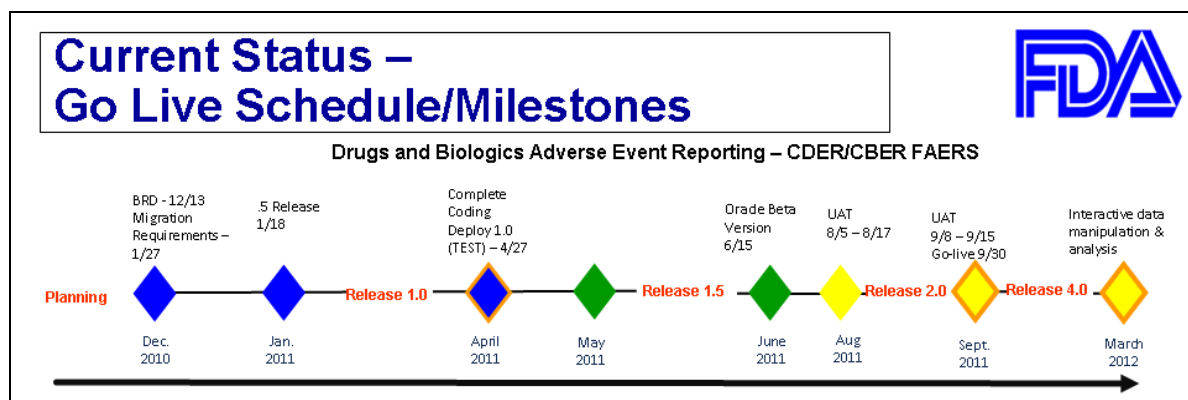 Current Status –
Go Live Schedule/Milestones
FDA
Drugs and Biologics Adverse Event Reporting – CDER/CBER FAERS
BRD - 12/13
Migration
Requirements –
1/27
.5 Release
1/18
Complete
Coding
Deploy 1.0
(TEST) – 4/27
Orade Beta
Version
6/15
UAT
8/5 – 8/17
UAT
9/8 – 9/15
Go-live 9/30
Interactive data
manipulation &
analysis
Planning
Release 1.0
Release 1.5
Release 2.0
Release 4.0
Dec.
2010
Jan.
2011
April
2011
May
2011
June
2011
Aug
2011
Sept.
2011
March
2012